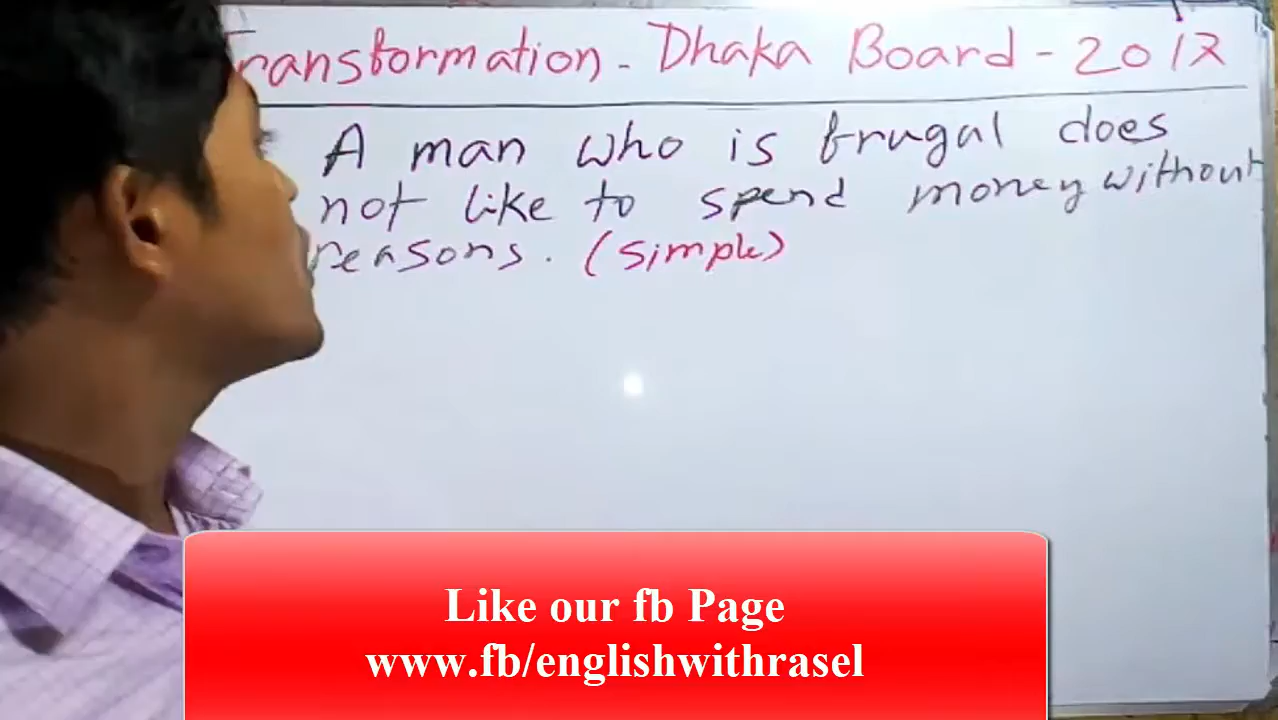 Transformation - Dhaka Board - 2017
A man who is frugal does
not like to spend money without
reasons. (simple)
Like our fb Page
www.fb/englishwithrasel